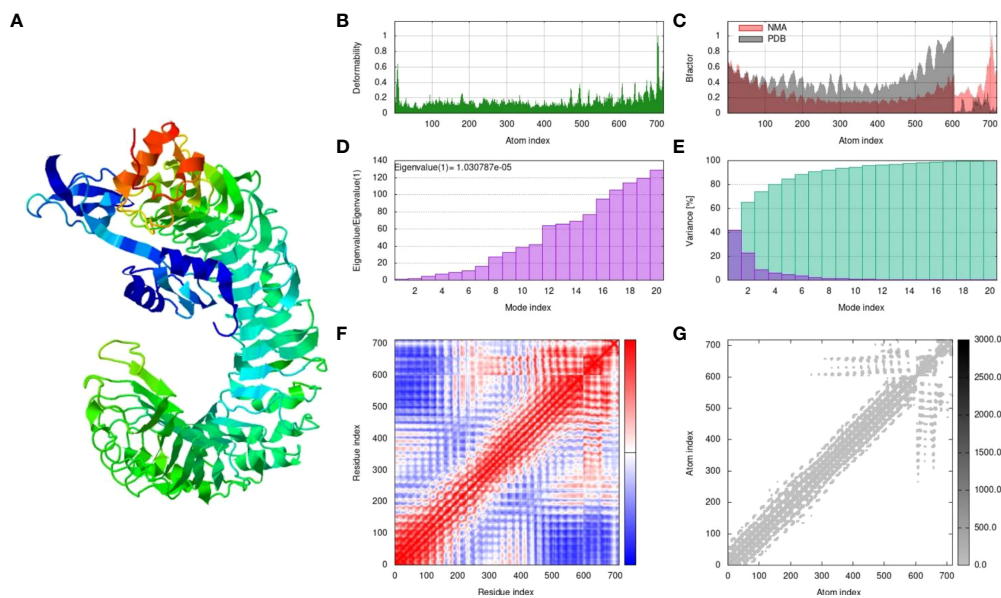 A
B
Deformability
1
0.8
0.6
0.4
0.2
0
100 200 300 400 500 600 700
Atom index
C
NMA
PDB
Bfactor
1
0.8
0.6
0.4
0.2
0
0 100 200 300 400 500 600 700
Atom index
D
Eigenvalue(1)= 1.030787e-05
Eigenvalue/Eigenvalue(1)
140
120
100
80
60
40
20
0
2 4 6 8 10 12 14 16 18 20
Mode index
E
Variance [%]
100
80
60
40
20
0
2 4 6 8 10 12 14 16 18 20
Mode index
F
Residue index
700
600
500
400
300
200
100
0
0 100 200 300 400 500 600 700
Residue index
G
Atom index
700
600
500
400
300
200
100
0
0 100 200 300 400 500 600 700
Atom index
3000.0
2500.0
2000.0
1500.0
1000.0
500.0
0.0